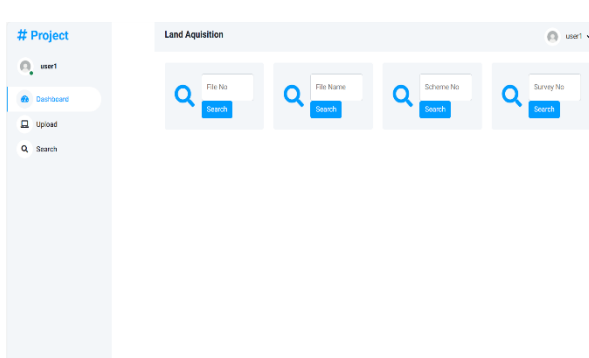 # Project
user1
Dashboard
Upload
Search
Land Aquisition
user1
File No
Search
File Name
Search
Scheme No
Search
Survey No
Search